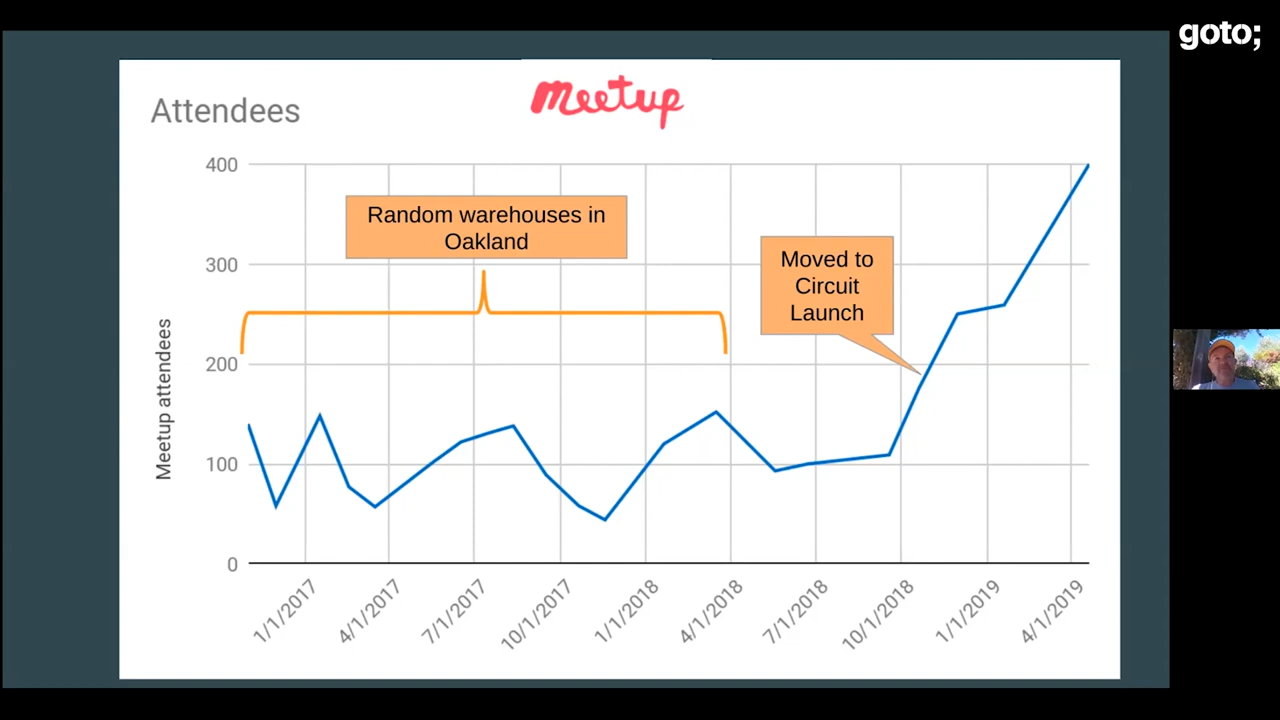 goto;
Attendees
Meetup
400
300
200
100
0
Meetup attendees
Random warehouses in
Oakland
Moved to
Circuit
Launch
1/1/2017
4/1/2017
7/1/2017
10/1/2017
1/1/2018
4/1/2018
7/1/2018
10/1/2018
1/1/2019
4/1/2019